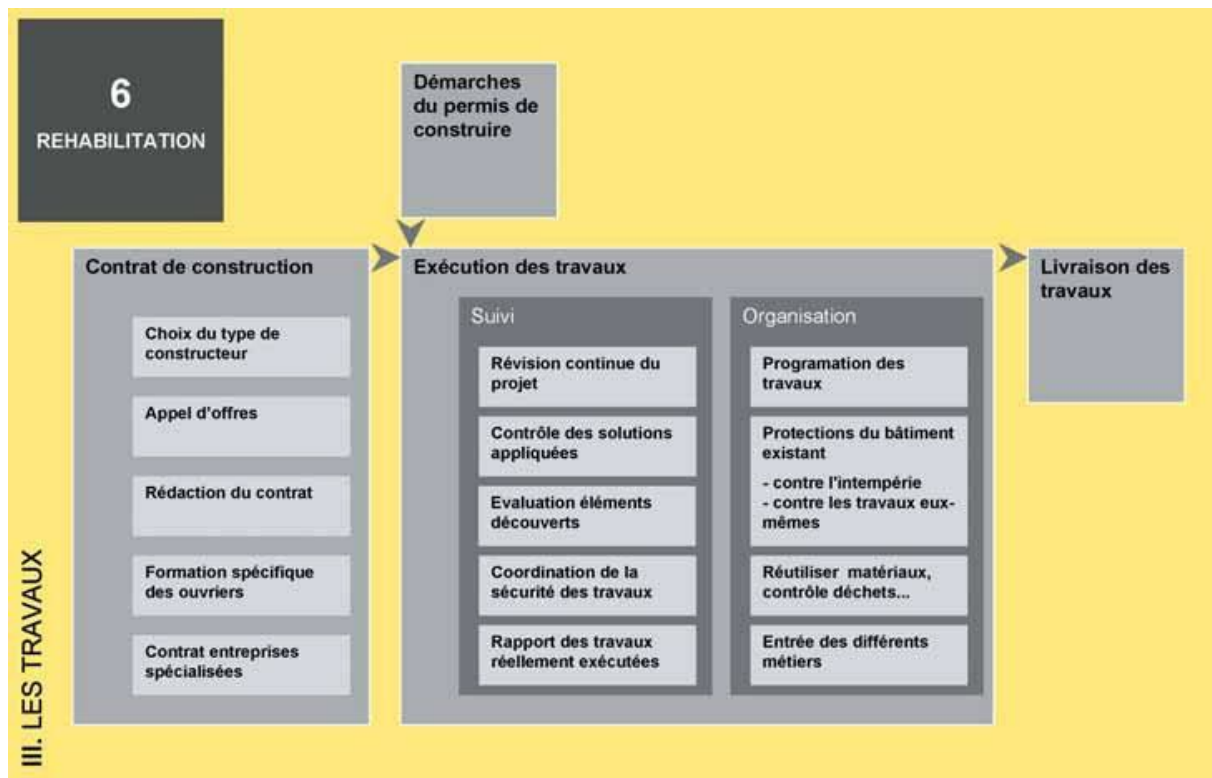 6
REHABILITATION
Démarches
du permis de
construire
Contrat de construction
Choix du type de
constructeur
Appel d'offres
Rédaction du contrat
Formation spécifique
des ouvriers
Contrat entreprises
spécialisées
Exécution des travaux
Suivi
Révision continue du
projet
Contrôle des solutions
appliquées
Evaluation éléments
découverts
Coordination de la
sécurité des travaux
Rapport des travaux
réellement exécutées
Organisation
Programation des
travaux
Protections du bâtiment
existant
- contre l'intempérie
- contre les travaux eux-
mêmes
Réutiliser matériaux,
contrôle déchets...
Entrée des différents
métiers
Livraison des
travaux
III. LES TRAVAUX